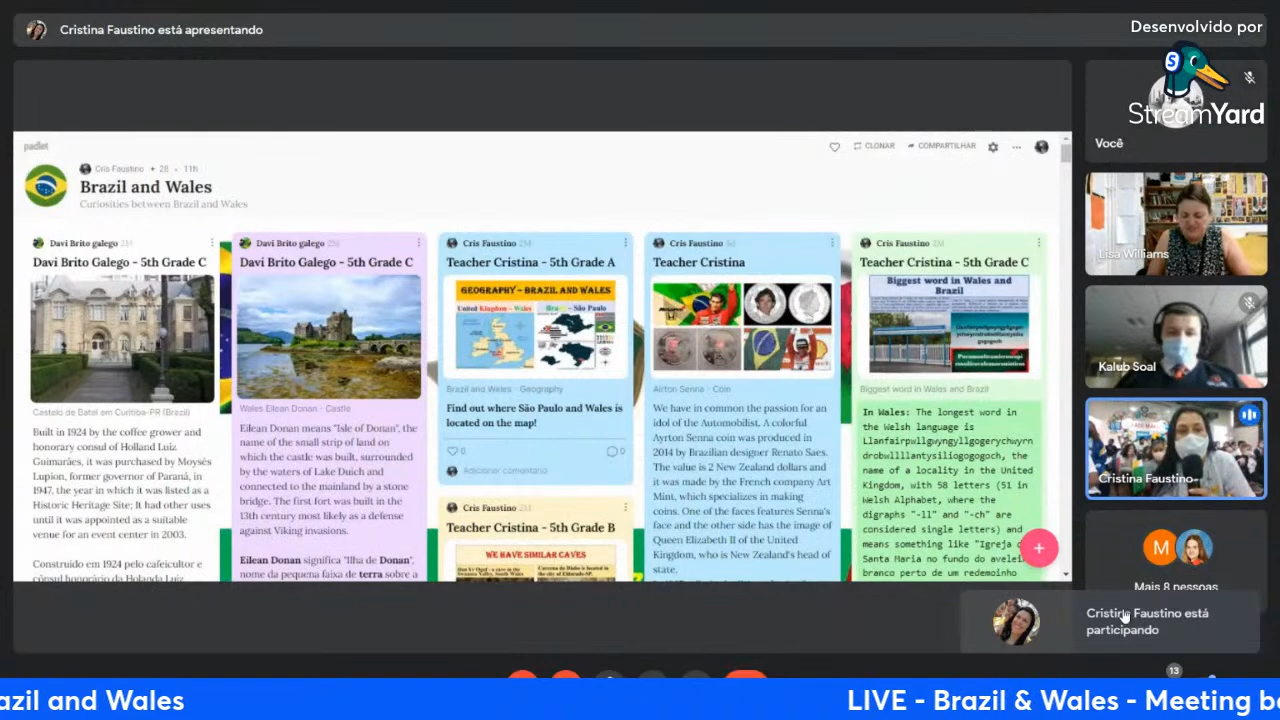 Cristina Faustino está apresentando
Desenvolvido por
StreamYard
Você
Lisa Williams
Kalub Soal
Cristina Faustino
M
Mais 8 pessoas
Cristina Faustino está
participando
13
padlet
CLONAR
COMPARTILHAR
Cris Faustino + 28 • 11h
Brazil and Wales
Curiosities between Brazil and Wales
Davi Brito galego 2M
Davi Brito Galego - 5th Grade C
Castelo de Batel em Curitiba-PR (Brazil)
Built in 1924 by the coffee grower and
honorary consul of Holland Luiz
Guimarães, it was purchased by Moysés
Lupion, former governor of Paraná, in
1947, the year in which it was listed as a
Historic Heritage Site; It had other uses
until it was appointed as a suitable
venue for an event center in 2003.
Construído em 1924 pelo cafeicultor e
cônsul honorário da Holanda Luiz
Davi Brito galego
Davi Brito Galego - 5th Grade C
Wales Eilean Donan - Castle
Eilean Donan means "Isle of Donan", the
name of the small strip of land on
which the castle was built, surrounded
by the waters of Lake Duich and
connected to the mainland by a stone
bridge. The first fort was built in the
13th century most likely as a defense
against Viking invasions.
Eilean Donan significa "Ilha de Donan",
nome da pequena faixa de terra sobre a
Cris Faustino 2M
Teacher Cristina - 5th Grade A
GEOGRAPHY - BRAZIL AND WALES
United Kingdom - Wales
São Paulo
Brazil and Wales - Geography
Find out where São Paulo and Wales is
located on the map!
0
0
Adicionar comentário
Cris Faustino 2M
Teacher Cristina - 5th Grade B
WE HAVE SIMILAR CAVES
Cris Faustino
Teacher Cristina
Airton Senna - Coin
We have in common the passion for an
idol of the Automobilist. A colorful
Ayrton Senna coin was produced in
2014 by Brazilian designer Renato Saes.
The value is 2 New Zealand dollars and
it was made by the French company Art
Mint, which specializes in making
coins. One of the faces features Senna's
face and the other side has the image of
Queen Elizabeth II of the United
Kingdom, who is New Zealand's head of
state.
Cris Faustino 2M
Teacher Cristina - 5th Grade C
Biggest word in Wales and
Brazil
Biggest word in Wales and Brazil
In Wales: The longest word in
the Welsh language is
Llanfairpwllgwyngyllgogerychwyrn
drobwllllantysiliogogogoch, the
name of a locality in the United
Kingdom, with 58 letters (51 in
Welsh Alphabet, where the
digraphs "-ll" and "-ch" are
considered single letters) and
means something like "Igreja
Santa Maria no fundo do avelei
branco perto de um redemoinho
azil and Wales
LIVE - Brazil & Wales - Meeting be